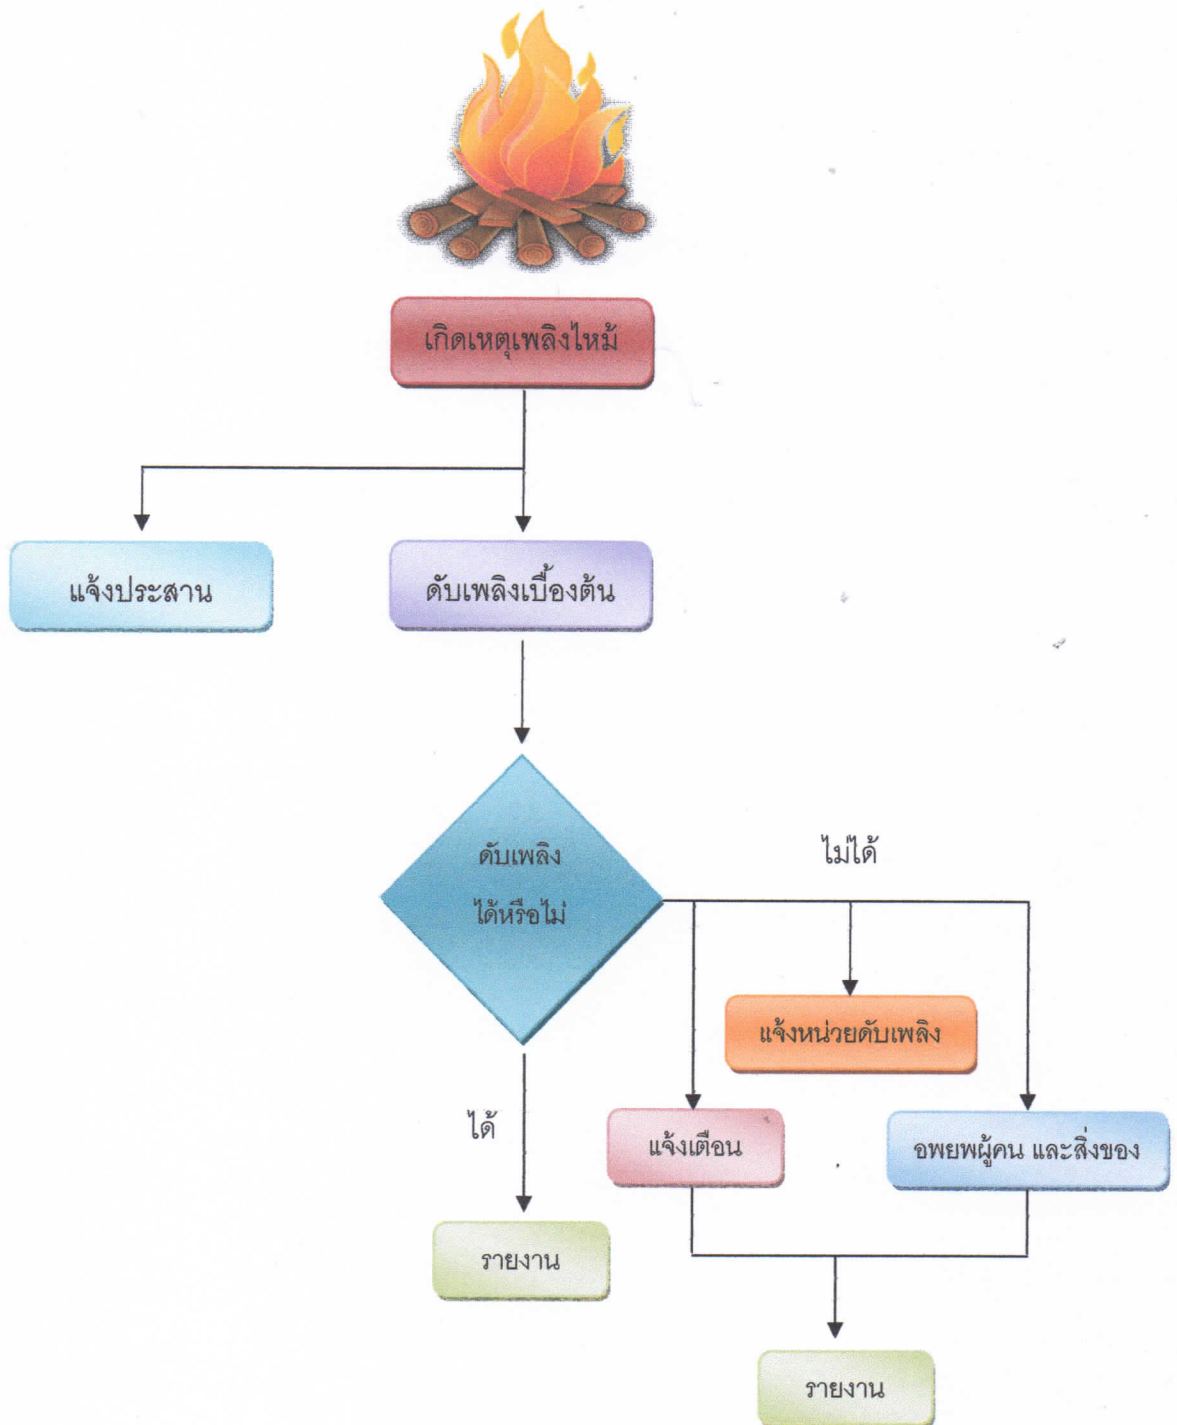 เกิดเหตุเพลิงไหม้
แจ้งประสาน
ดับเพลิงเบื้องต้น
ดับเพลิง
ได้หรือไม่
ไม่ได้
แจ้งหน่วยดับเพลิง
ได้
แจ้งเตือน
อพยพผู้คน และสิ่งของ
รายงาน
รายงาน